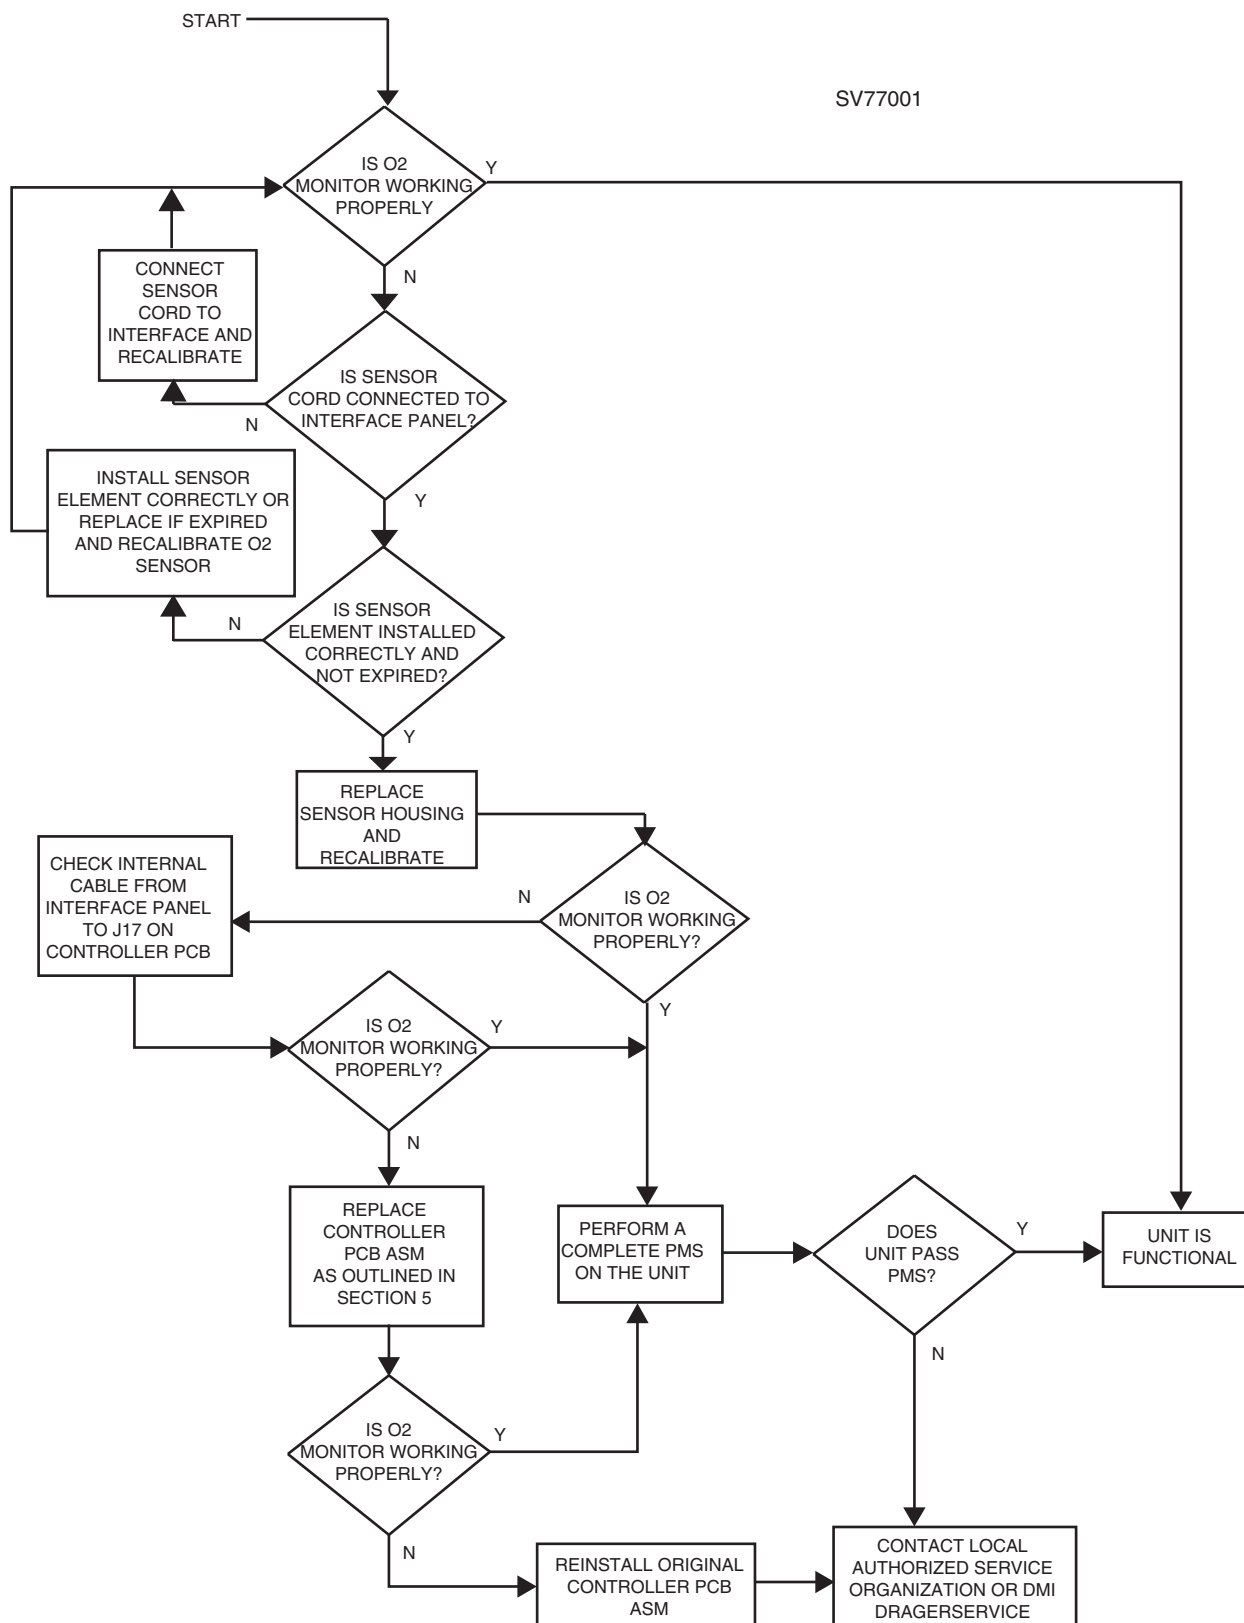 START
SV77001
IS O2
MONITOR WORKING
PROPERLY
Y
N
CONNECT
SENSOR
CORD TO
INTERFACE AND
RECALIBRATE
IS SENSOR
CORD CONNECTED TO
INTERFACE PANEL?
N
Y
INSTALL SENSOR
ELEMENT CORRECTLY OR
REPLACE IF EXPIRED
AND RECALIBRATE O2
SENSOR
IS SENSOR
ELEMENT INSTALLED
CORRECTLY AND
NOT EXPIRED?
N
Y
REPLACE
SENSOR HOUSING
AND
RECALIBRATE
CHECK INTERNAL
CABLE FROM
INTERFACE PANEL
TO J17 ON
CONTROLLER PCB
N
IS O2
MONITOR WORKING
PROPERLY?
Y
IS O2
MONITOR WORKING
PROPERLY?
Y
N
REPLACE
CONTROLLER
PCB ASM
AS OUTLINED IN
SECTION 5
PERFORM A
COMPLETE PMS
ON THE UNIT
DOES
UNIT PASS
PMS?
Y
N
UNIT IS
FUNCTIONAL
IS O2
MONITOR WORKING
PROPERLY?
Y
N
REINSTALL ORIGINAL
CONTROLLER PCB
ASM
CONTACT LOCAL
AUTHORIZED SERVICE
ORGANIZATION OR DMI
DRAGERSERVICE